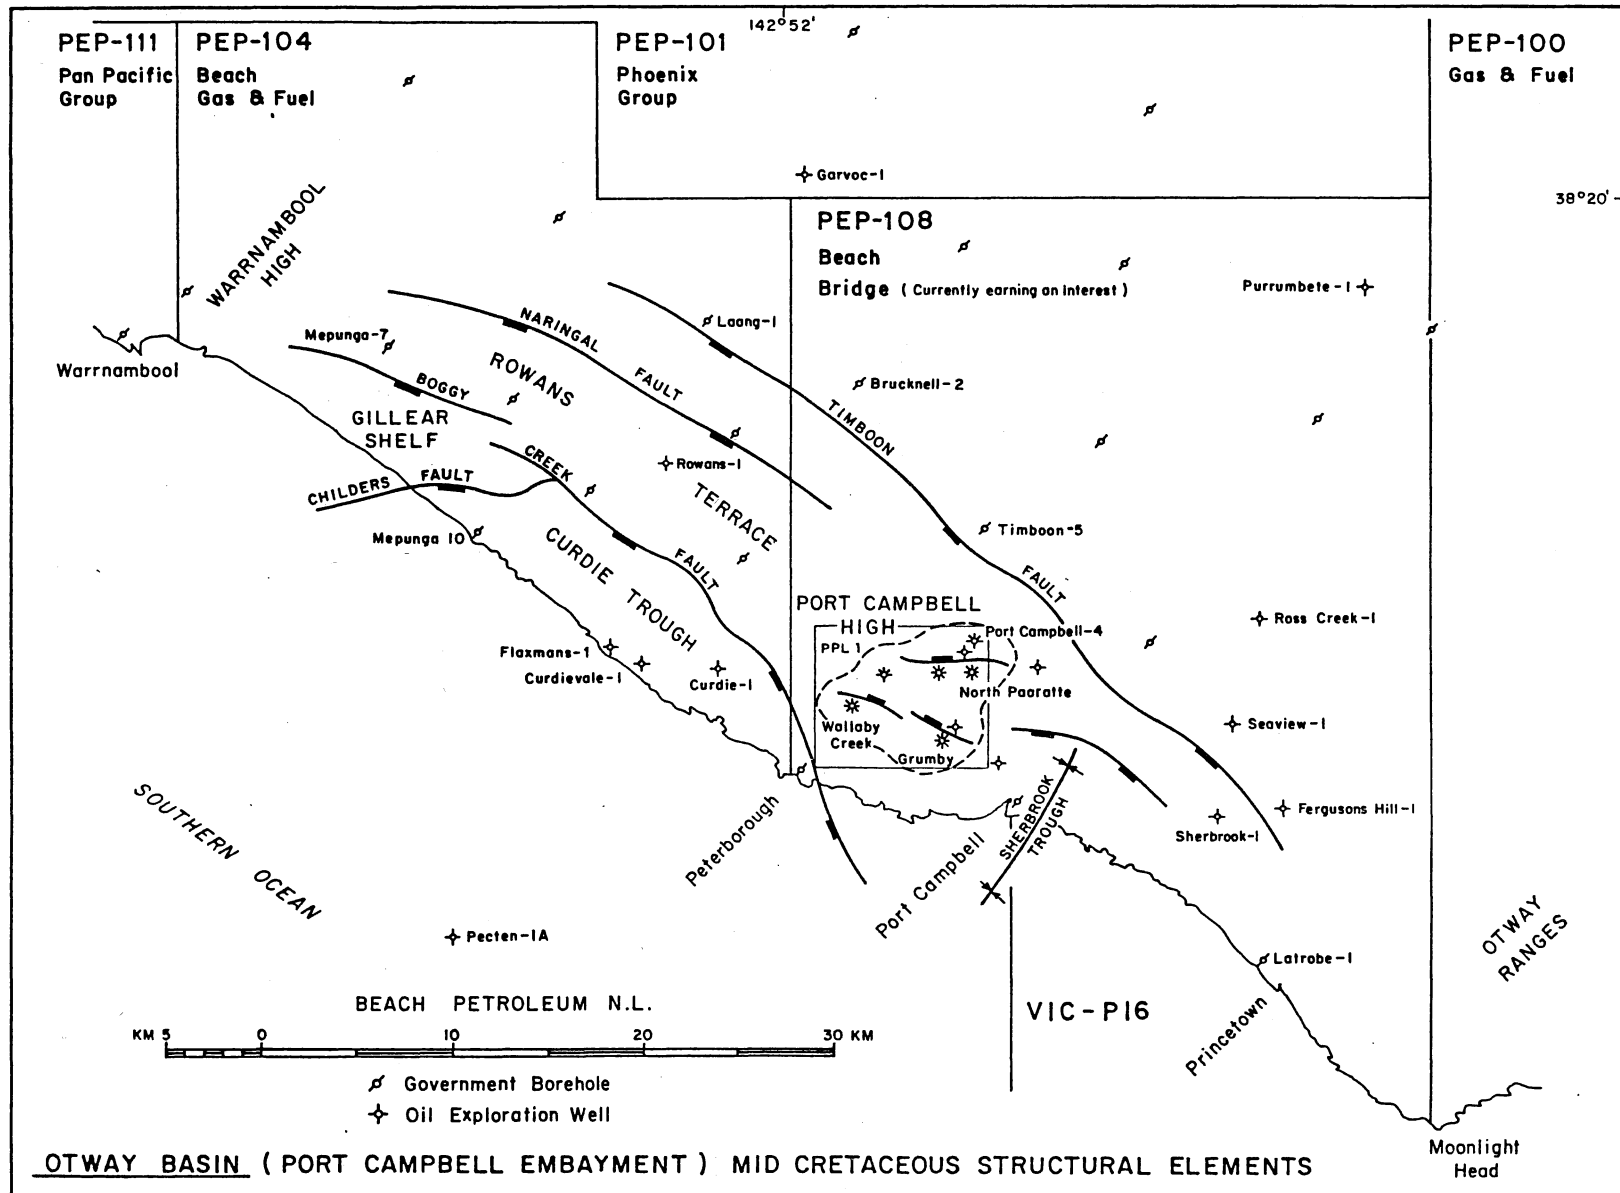 142°52'
PEP-111
Pan Pacific
Group
PEP-104
Beach
Gas & Fuel
PEP-101
Phoenix
Group
PEP-100
Gas & Fuel
Garvoc-1
38°20'
PEP-108
Beach
Bridge (Currently earning an interest)
WARRNAMBOOL
HIGH
Purrumbete-1
Laang-1
NARINGAL
FAULT
Mepunga-7
Warrnambool
ROWANS
TERRACE
BOGGY
CREEK
FAULT
Brucknell-2
TIMBOON
FAULT
GILLEAR
SHELF
Rowans-1
CHILDERS
FAULT
Mepunga 10
CURDIE TROUGH
Timboon-5
PORT CAMPBELL
HIGH
PPL 1
Port Campbell-4
Ross Creek-1
Flaxmans-1
Curdievale-1
Curdie-1
North Paaratte
Wallaby
Creek
Grumby
Seaview-1
SHERBROOK
TROUGH
Fergusons Hill-1
Sherbrook-1
SOUTHERN OCEAN
Peterborough
Port Campbell
Pecten-1A
OTWAY
RANGES
Latrobe-1
Princetown
VIC-P16
BEACH PETROLEUM N.L.
KM 5 0 10 20 30 KM
Government Borehole
Oil Exploration Well
Moonlight
Head
OTWAY BASIN (PORT CAMPBELL EMBAYMENT) MID CRETACEOUS STRUCTURAL ELEMENTS